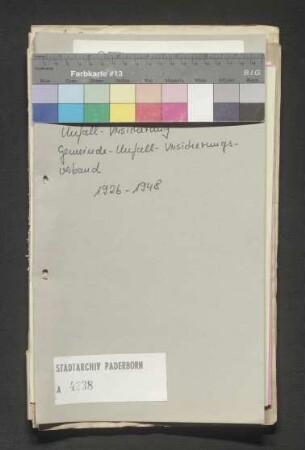 Farbkarte #13
B.I.G.
Unfall-Versicherung
Gemeinde-Unfall-Versicherungs-
verband
1926-1948
STADTARCHIV PADERBORN
A 4238